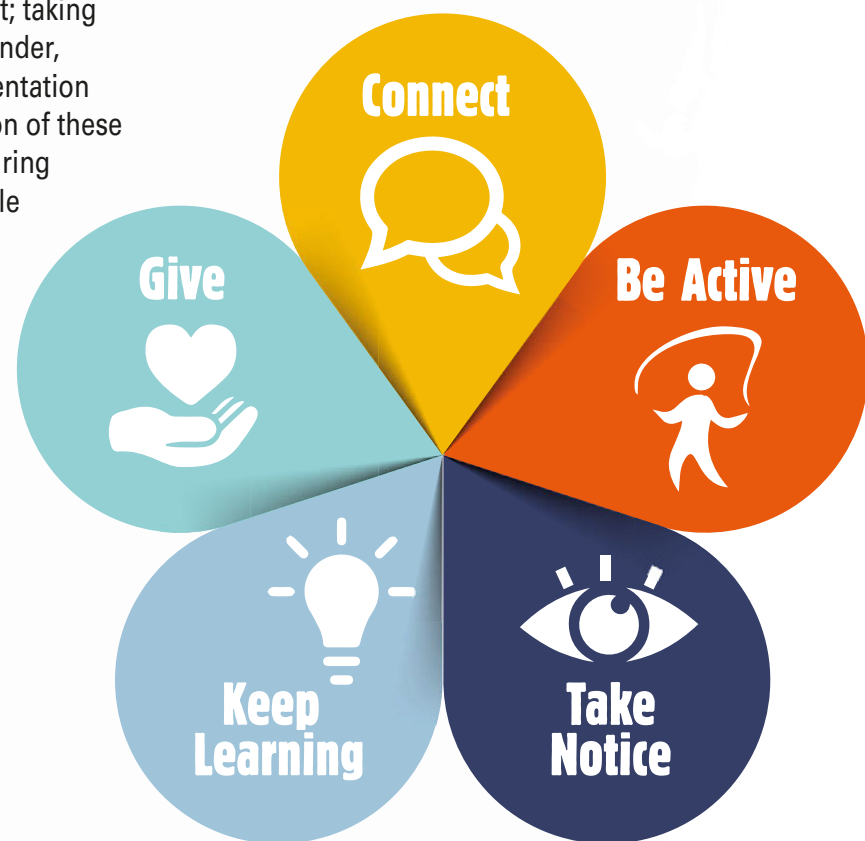 t; taking
nder,
entation
on of these
ring
le
Connect
Give
Be Active
Keep
Learning
Take
Notice